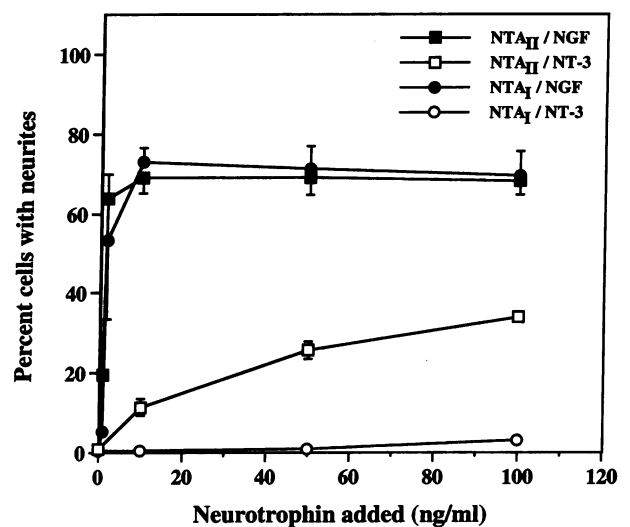 100
80
60
40
20
0
0 20 40 60 80 100 120
Percent cells with neurites
Neurotrophin added (ng/ml)
NTAII / NGF
NTAII / NT-3
NTAI / NGF
NTAI / NT-3